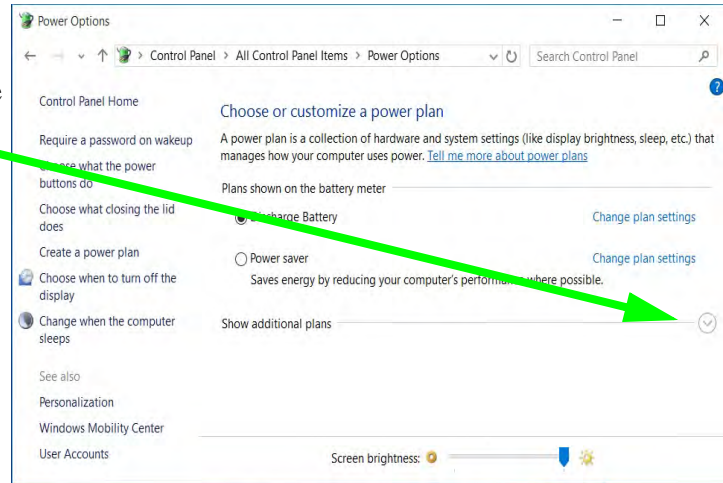 Power Options
Control Panel > All Control Panel Items > Power Options
Search Control Panel
e
Control Panel Home
Require a password on wakeup
Choose what the power
buttons do
Choose what closing the lid
does
Create a power plan
Choose when to turn off the
display
Change when the computer
sleeps
See also
Personalization
Windows Mobility Center
User Accounts
Choose or customize a power plan
A power plan is a collection of hardware and system settings (like display brightness, sleep, etc.) that
manages how your computer uses power. Tell me more about power plans
Plans shown on the battery meter
Discharge Battery
Change plan settings
Power saver
Change plan settings
Saves energy by reducing your computer's performance where possible.
Show additional plans
Screen brightness: